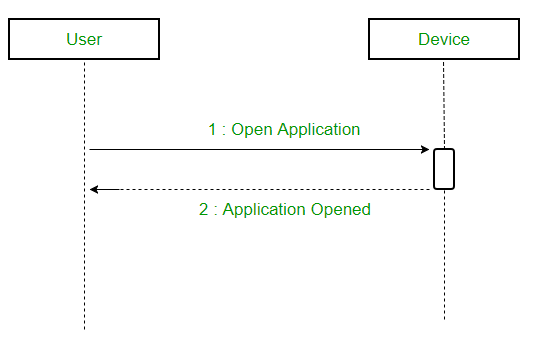 User
Device
1 : Open Application
2 : Application Opened